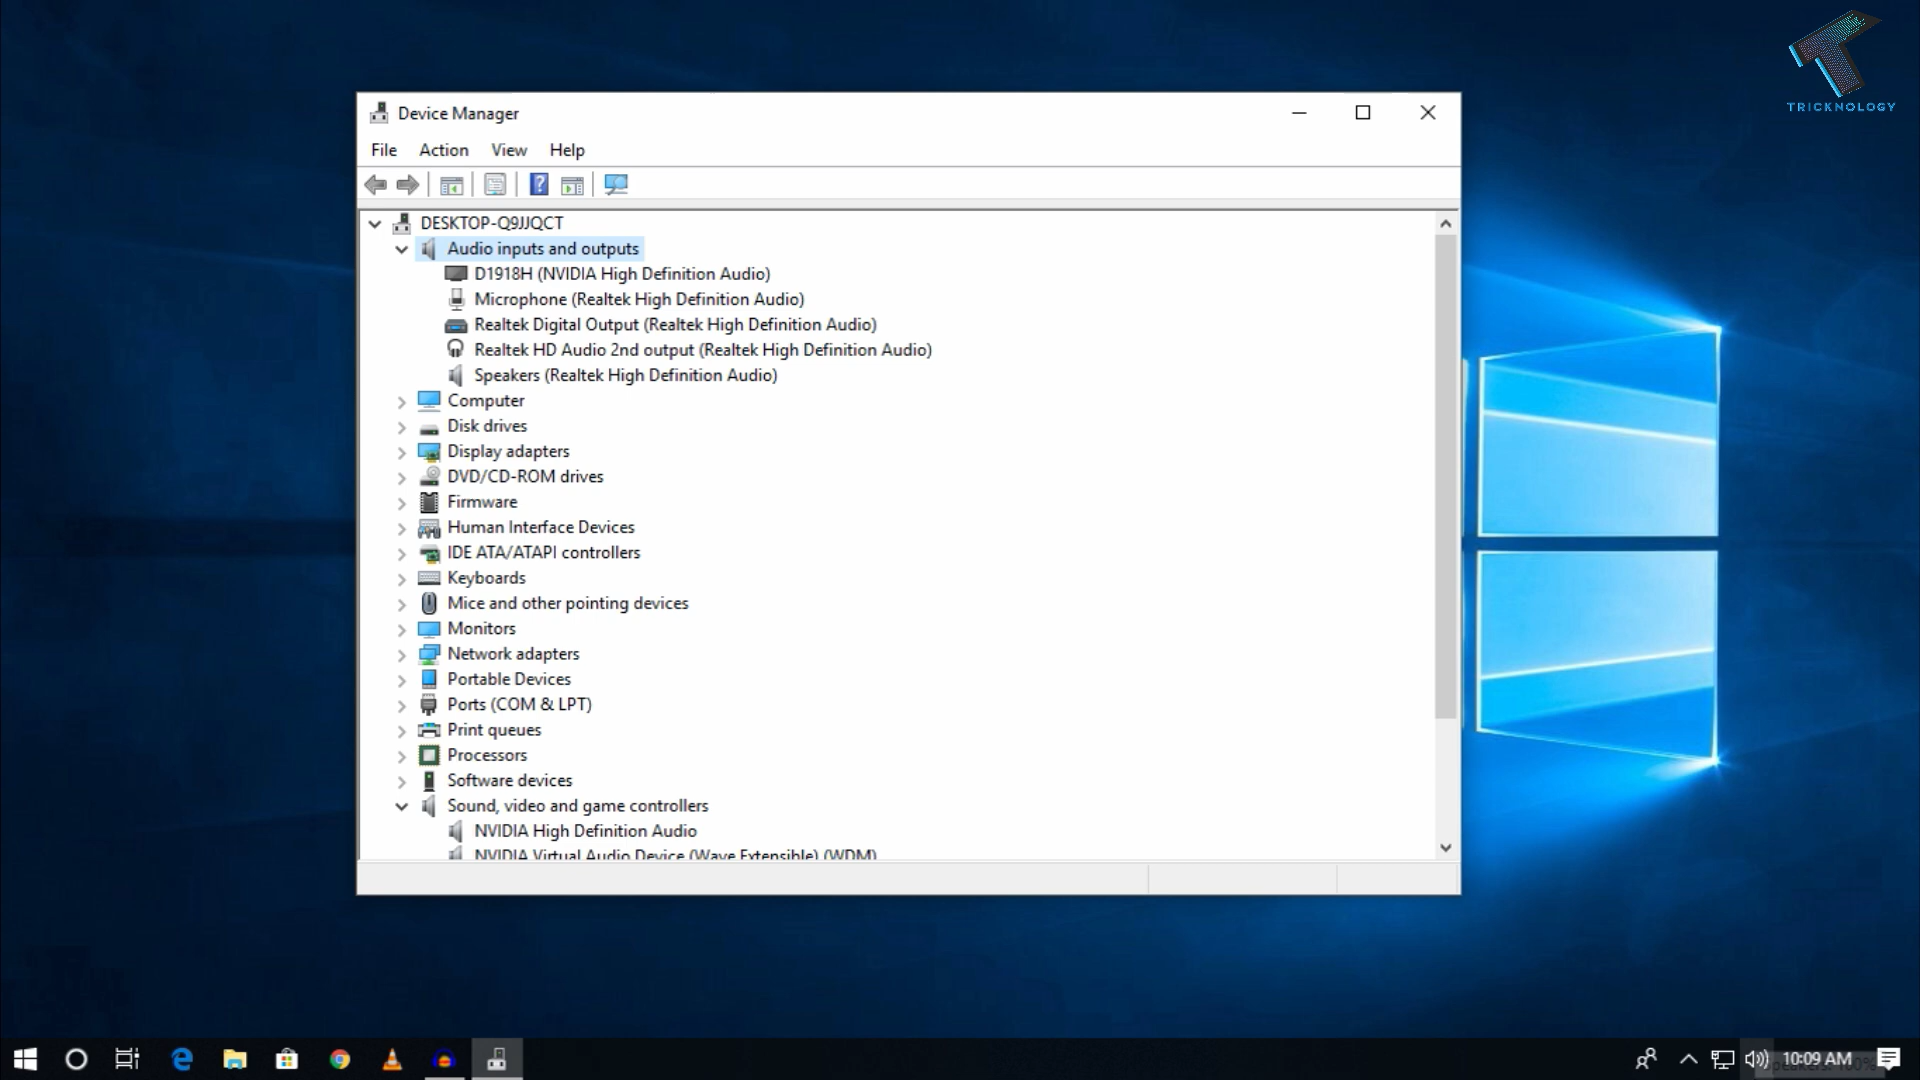 TRICKNOLOGY
Device Manager
File Action View Help
DESKTOP-Q9JJQCT
Audio inputs and outputs
D1918H (NVIDIA High Definition Audio)
Microphone (Realtek High Definition Audio)
Realtek Digital Output (Realtek High Definition Audio)
Realtek HD Audio 2nd output (Realtek High Definition Audio)
Speakers (Realtek High Definition Audio)
Computer
Disk drives
Display adapters
DVD/CD-ROM drives
Firmware
Human Interface Devices
IDE ATA/ATAPI controllers
Keyboards
Mice and other pointing devices
Monitors
Network adapters
Portable Devices
Ports (COM & LPT)
Print queues
Processors
Software devices
Sound, video and game controllers
NVIDIA High Definition Audio
NVIDIA Virtual Audio Device (Wave Extensible) (WDM)
10:09 AM